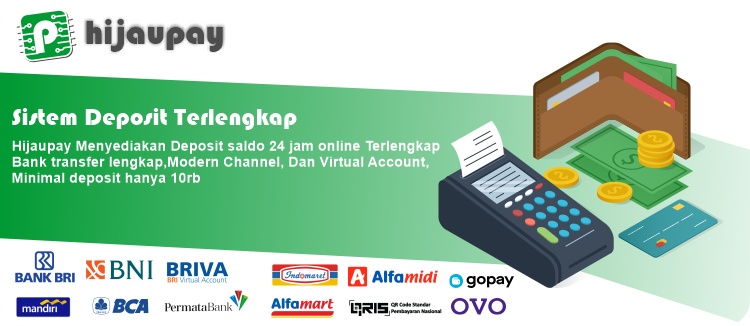 P hijaupay
Sistem Deposit Terlengkap
Hijaupay Menyediakan Deposit saldo 24 jam online Terlengkap
Bank transfer lengkap,Modern Channel, Dan Virtual Account,
Minimal deposit hanya 10rb
BANK BRI
BNI
BRIVA
BRI Virtual Account
Indomaret
Alfamidi
gopay
mandiri
BCA
PermataBank
Alfamart
QRIS QR Code Standar
Pembayaran Nasional
OVO